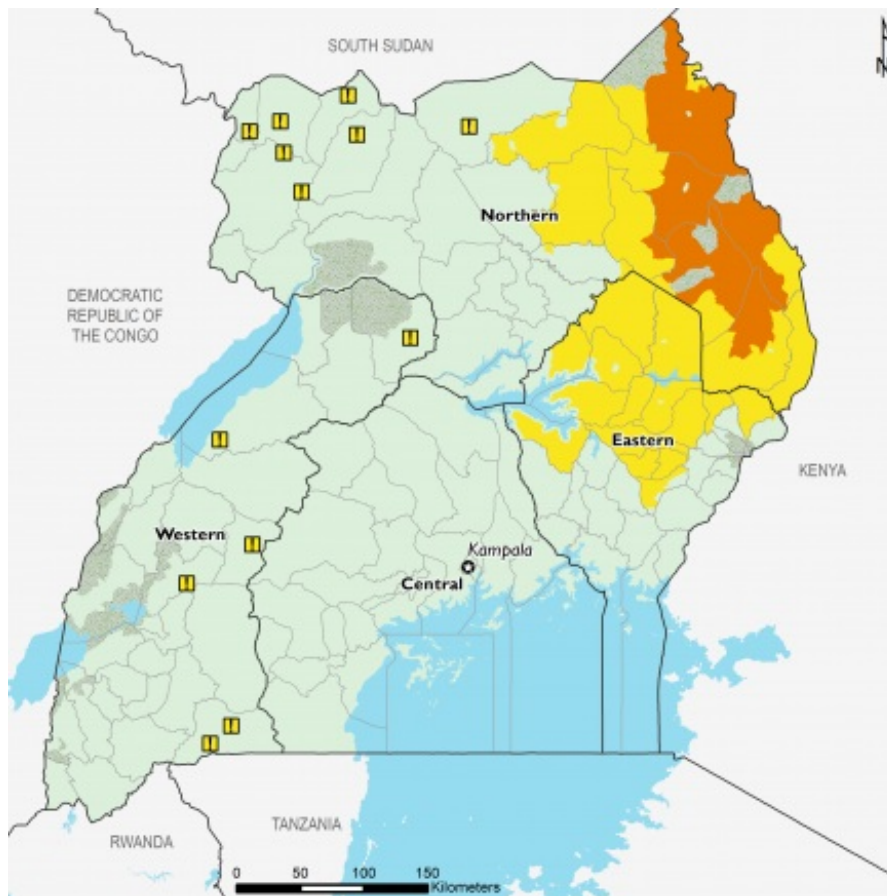 SOUTH SUDAN
N
Northern
DEMOCRATIC
REPUBLIC OF
THE CONGO
Eastern
KENYA
Western
Kampala
Central
RWANDA
TANZANIA
0 50 100 150
Kilometers